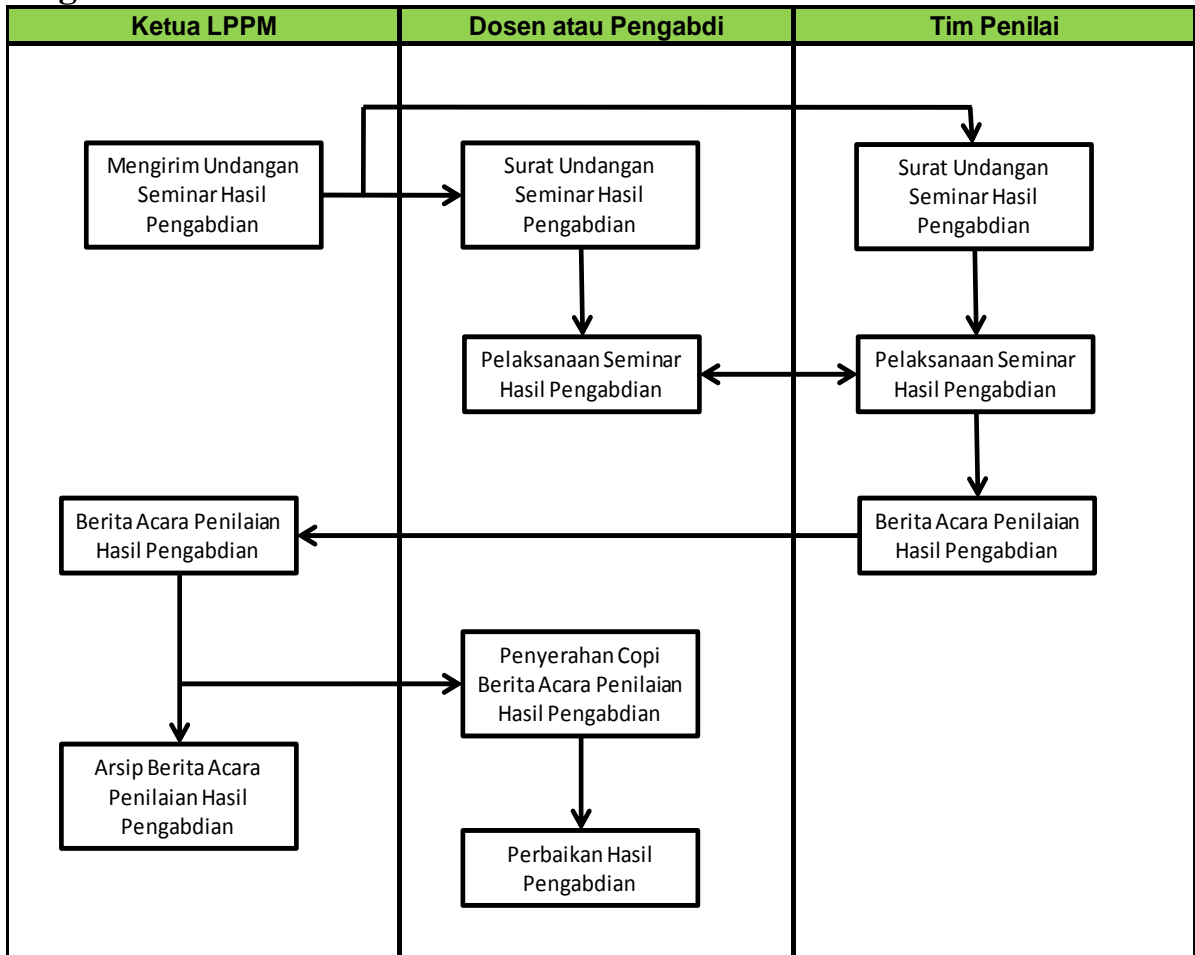 Ketua LPPM
Dosen atau Pengabdi
Tim Penilai
Mengirim Undangan
Seminar Hasil
Pengabdian
Surat Undangan
Seminar Hasil
Pengabdian
Surat Undangan
Seminar Hasil
Pengabdian
Pelaksanaan Seminar
Hasil Pengabdian
Pelaksanaan Seminar
Hasil Pengabdian
Berita Acara Penilaian
Hasil Pengabdian
Berita Acara Penilaian
Hasil Pengabdian
Penyerahan Copi
Berita Acara Penilaian
Hasil Pengabdian
Arsip Berita Acara
Penilaian Hasil
Pengabdian
Perbaikan Hasil
Pengabdian